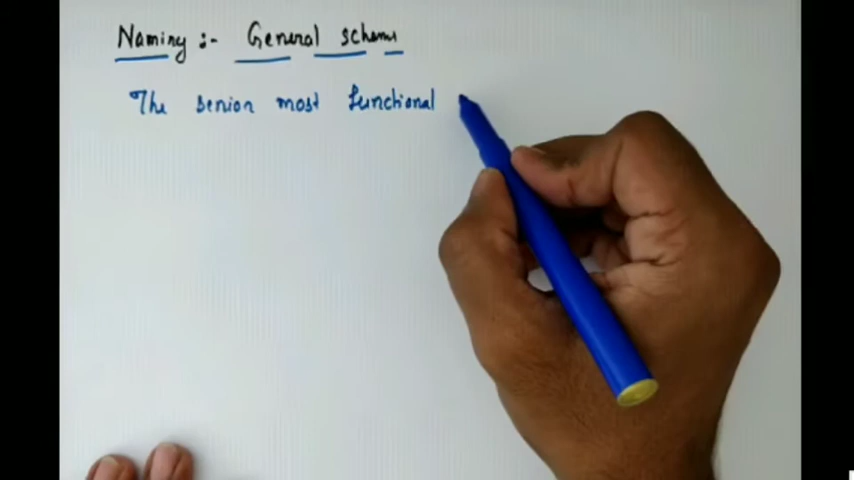 Naming :- General scheme
The senior most functional